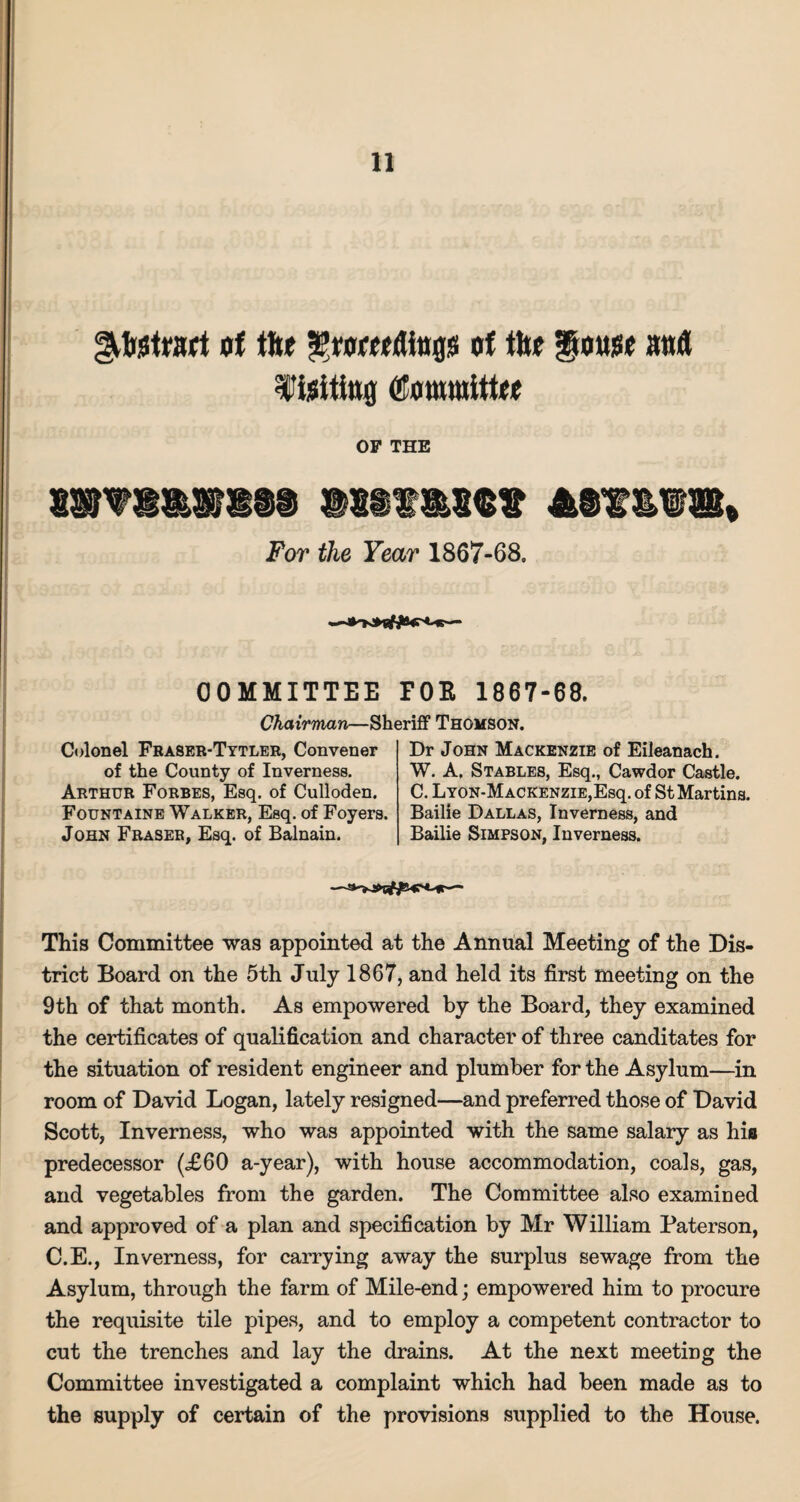 11
Abstract of the Proceedings of the House and
Visiting Committee
OF THE
INVERNESS DISTRICT ASYLUM,
For the Year 1867-68.
COMMITTEE FOR 1867-68.
Chairman—Sheriff THOMSON.
Colonel FRASER-TYTLER, Convener
of the County of Inverness.
ARTHUR FORBES, Esq. of Culloden.
FOUNTAINE WALKER, Esq. of Foyers.
JOHN FRASER, Esq. of Balnain.
Dr JOHN MACKENZIE of Eileanach.
W. A. STABLES, Esq., Cawdor Castle.
C. LYON-MACKENZIE, Esq. of St Martins.
Bailie DALLAS, Inverness, and
Bailie SIMPSON, Inverness.
This Committee was appointed at the Annual Meeting of the Dis-
trict Board on the 5th July 1867, and held its first meeting on the
9th of that month. As empowered by the Board, they examined
the certificates of qualification and character of three canditates for
the situation of resident engineer and plumber for the Asylum—in
room of David Logan, lately resigned—and preferred those of David
Scott, Inverness, who was appointed with the same salary as his
predecessor (£60 a-year), with house accommodation, coals, gas,
and vegetables from the garden. The Committee also examined
and approved of a plan and specification by Mr William Paterson,
C.E., Inverness, for carrying away the surplus sewage from the
Asylum, through the farm of Mile-end; empowered him to procure
the requisite tile pipes, and to employ a competent contractor to
cut the trenches and lay the drains. At the next meeting the
Committee investigated a complaint which had been made as to
the supply of certain of the provisions supplied to the House.